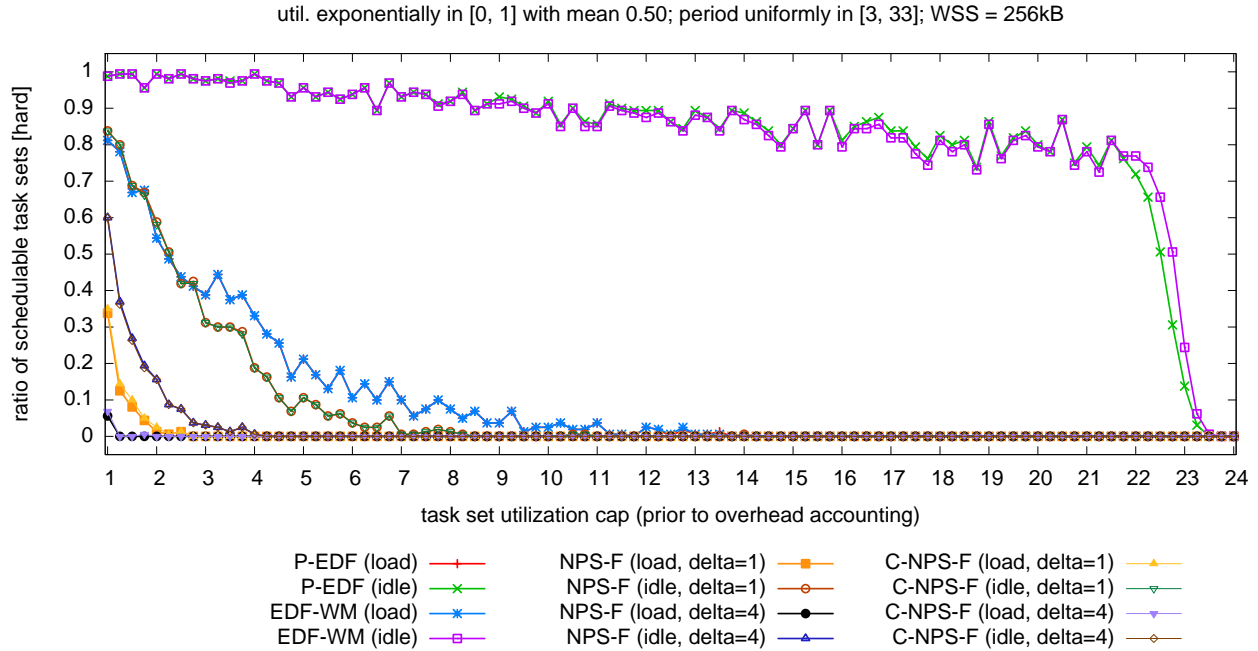 util. exponentially in [0, 1] with mean 0.50; period uniformly in [3, 33]; WSS = 256kB
ratio of schedulable task sets [hard]
1
0.9
0.8
0.7
0.6
0.5
0.4
0.3
0.2
0.1
0
1 2 3 4 5 6 7 8 9 10 11 12 13 14 15 16 17 18 19 20 21 22 23 24
task set utilization cap (prior to overhead accounting)
P-EDF (load) NPS-F (load, delta=1) C-NPS-F (load, delta=1)
P-EDF (idle) NPS-F (idle, delta=1) C-NPS-F (idle, delta=1)
EDF-WM (load) NPS-F (load, delta=4) C-NPS-F (load, delta=4)
EDF-WM (idle) NPS-F (idle, delta=4) C-NPS-F (idle, delta=4)